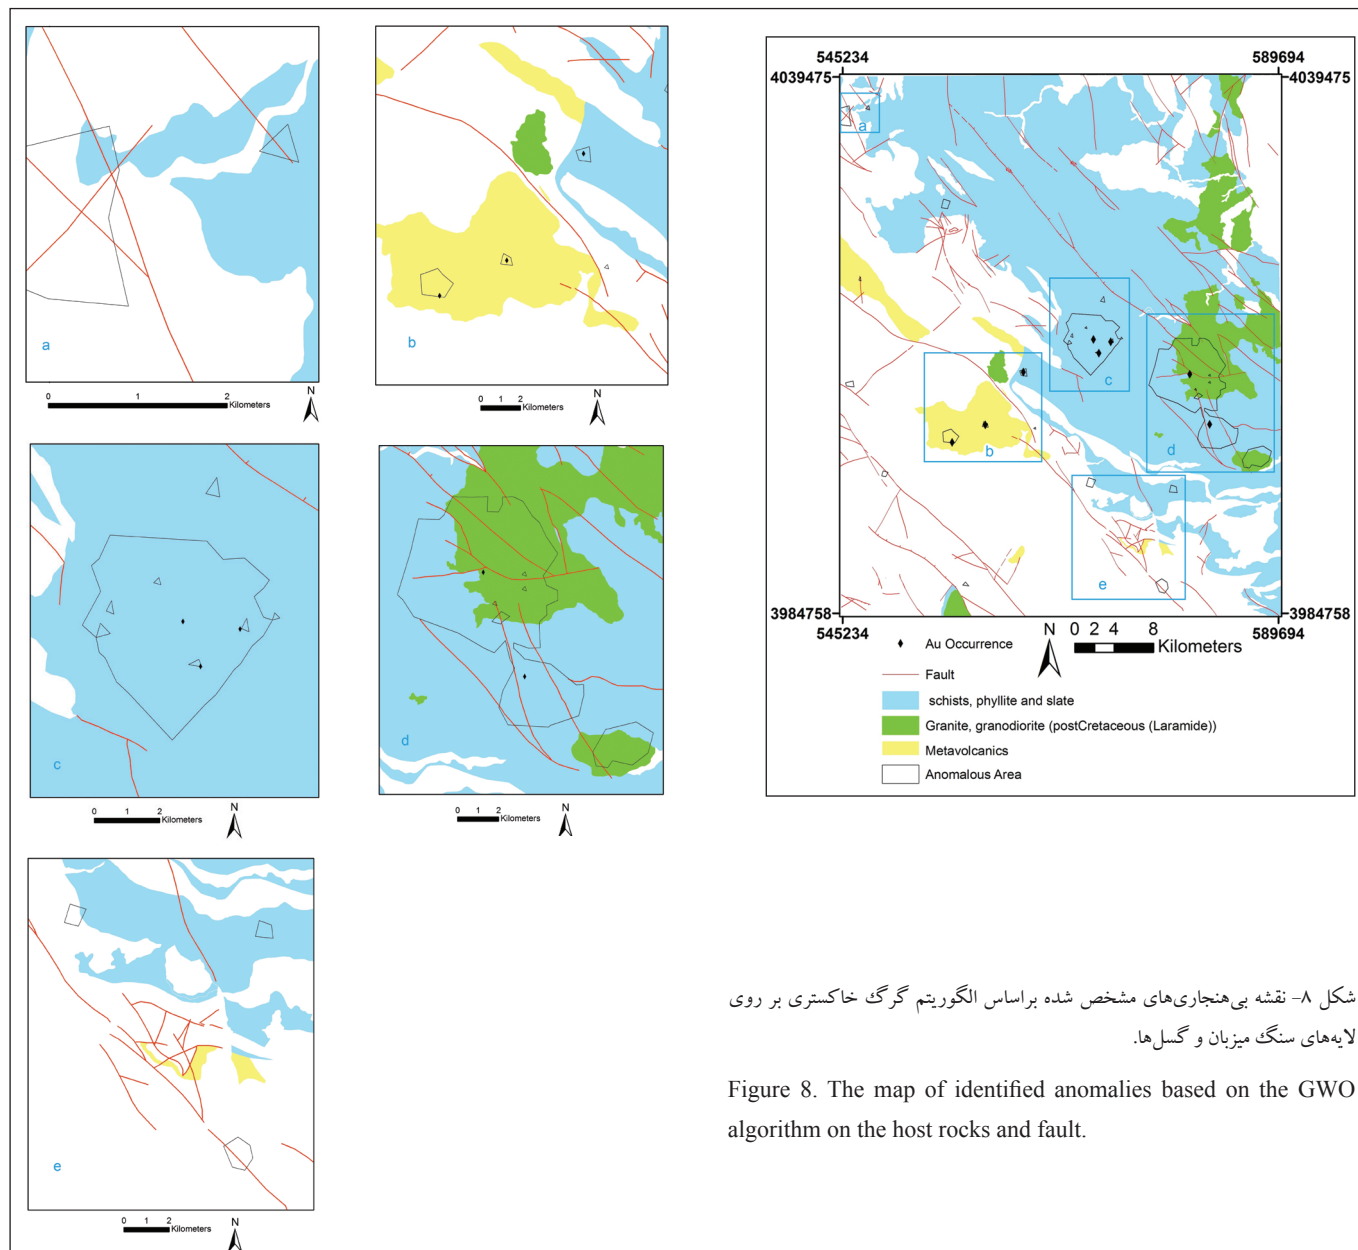 a
0 1 2
Kilometers
N
b
0 1 2
Kilometers
N
c
0 1 2
Kilometers
N
d
0 1 2
Kilometers
N
e
0 1 2
Kilometers
N
545234 589694
4039475 4039475
a
c
b
d
e
3984758 3984758
545234 589694
N
0 2 4 8
Kilometers
Au Occurrence
Fault
schists, phyllite and slate
Granite, granodiorite (postCretaceous (Laramide))
Metavolcanics
Anomalous Area
شکل ۸- نقشه بی‌هنجاری‌های مشخص شده براساس الگوریتم گرگ خاکستری بر روی
لایه‌های سنگ میزبان و گسل‌ها.
Figure 8. The map of identified anomalies based on the GWO
algorithm on the host rocks and fault.